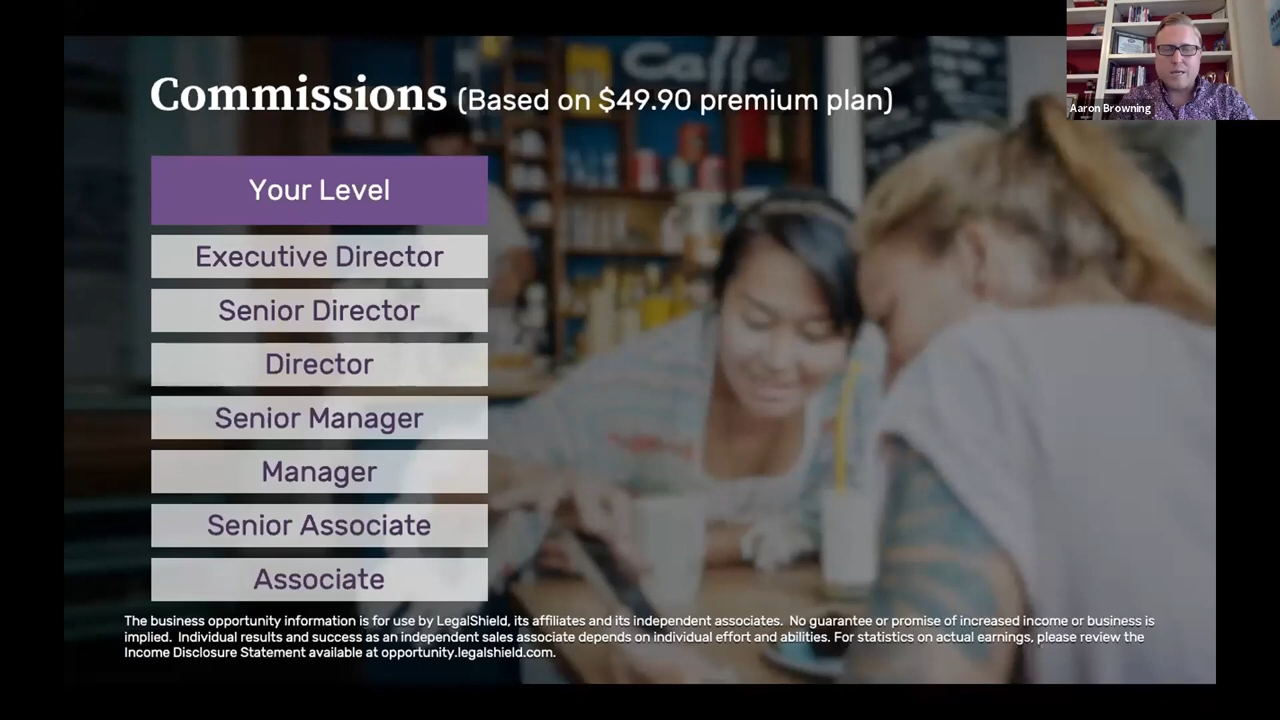 Commissions (Based on $49.90 premium plan)
Aaron Browning
Your Level
Executive Director
Senior Director
Director
Senior Manager
Manager
Senior Associate
Associate
The business opportunity information is for use by LegalShield, its affiliates and its independent associates. No guarantee or promise of increased income or business is
implied. Individual results and success as an independent sales associate depends on individual effort and abilities. For statistics on actual earnings, please review the
Income Disclosure Statement available at opportunity.legalshield.com.